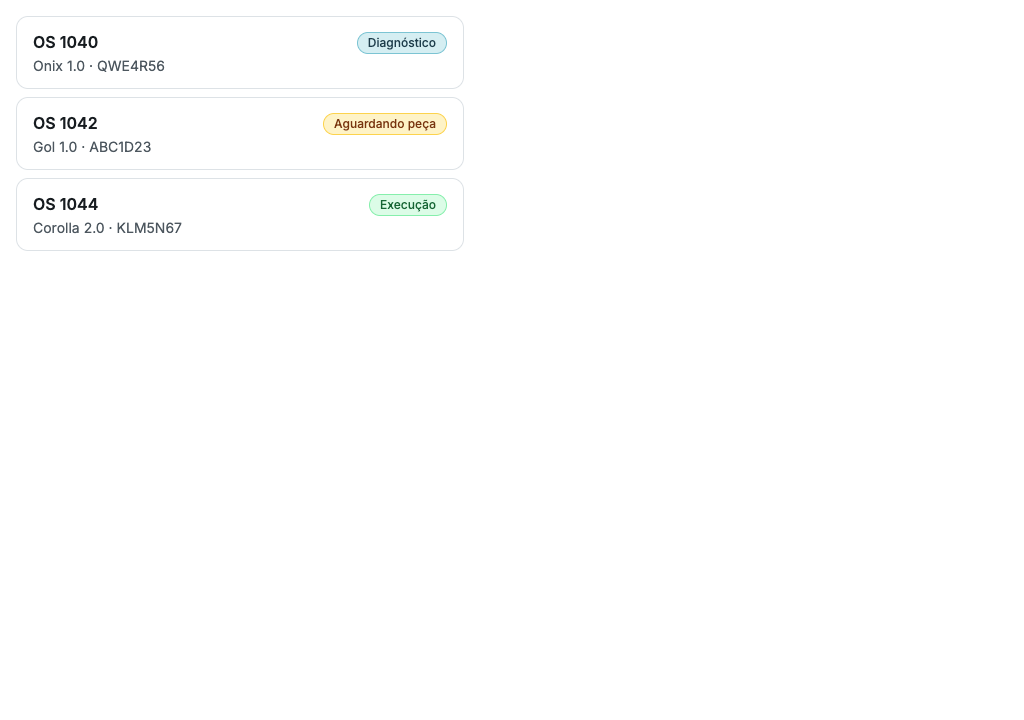 OS 1040
Diagnóstico
Onix 1.0 · QWE4R56
OS 1042
Aguardando peça
Gol 1.0 · ABC1D23
OS 1044
Execução
Corolla 2.0 · KLM5N67